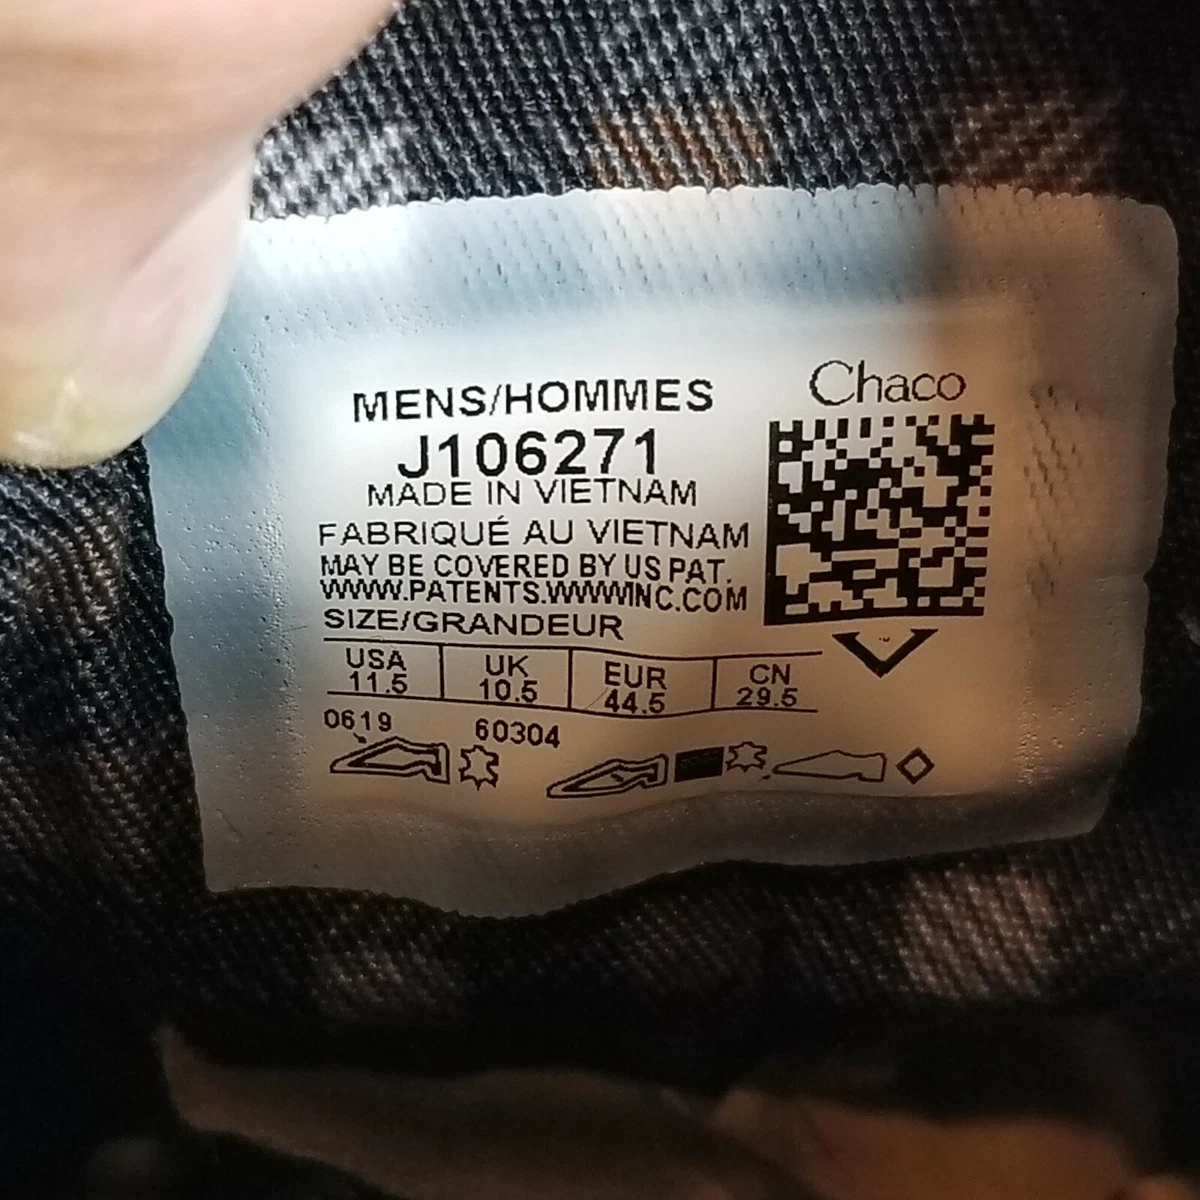 Chaco
MENS/HOMMES
J106271
MADE IN VIETNAM
FABRIQUÉ AU VIETNAM
MAY BE COVERED BY US PAT.
WWW.PATENTS.WWWINC.COM
SIZE/GRANDEUR
USA UK EUR CN
11.5 10.5 44.5 29.5
0619 60304